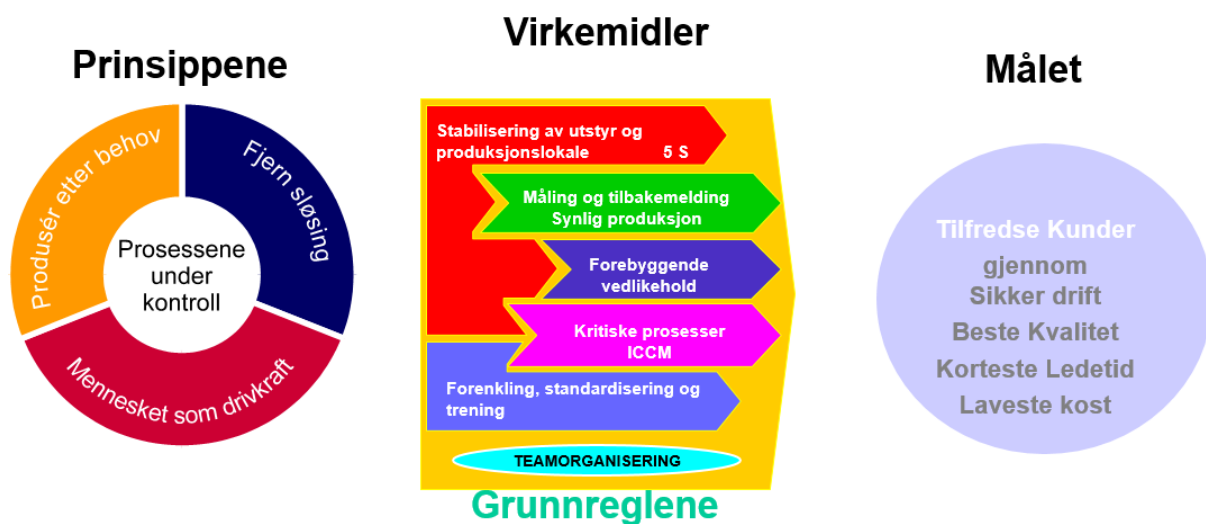 Prinsippene
Produsér etter behov
Fjern sløsing
Prosessene
under
kontroll
Mennesket som drivkraft
Virkemidler
Stabilisering av utstyr og
produksjonslokale 5 S
Måling og tilbakemelding
Synlig produksjon
Forebyggende
vedlikehold
Kritiske prosesser
ICCM
Forenkling, standardisering og
trening
TEAMORGANISERING
Grunnreglene
Målet
Tilfredse Kunder
gjennom
Sikker drift
Beste Kvalitet
Korteste Ledetid
Laveste kost